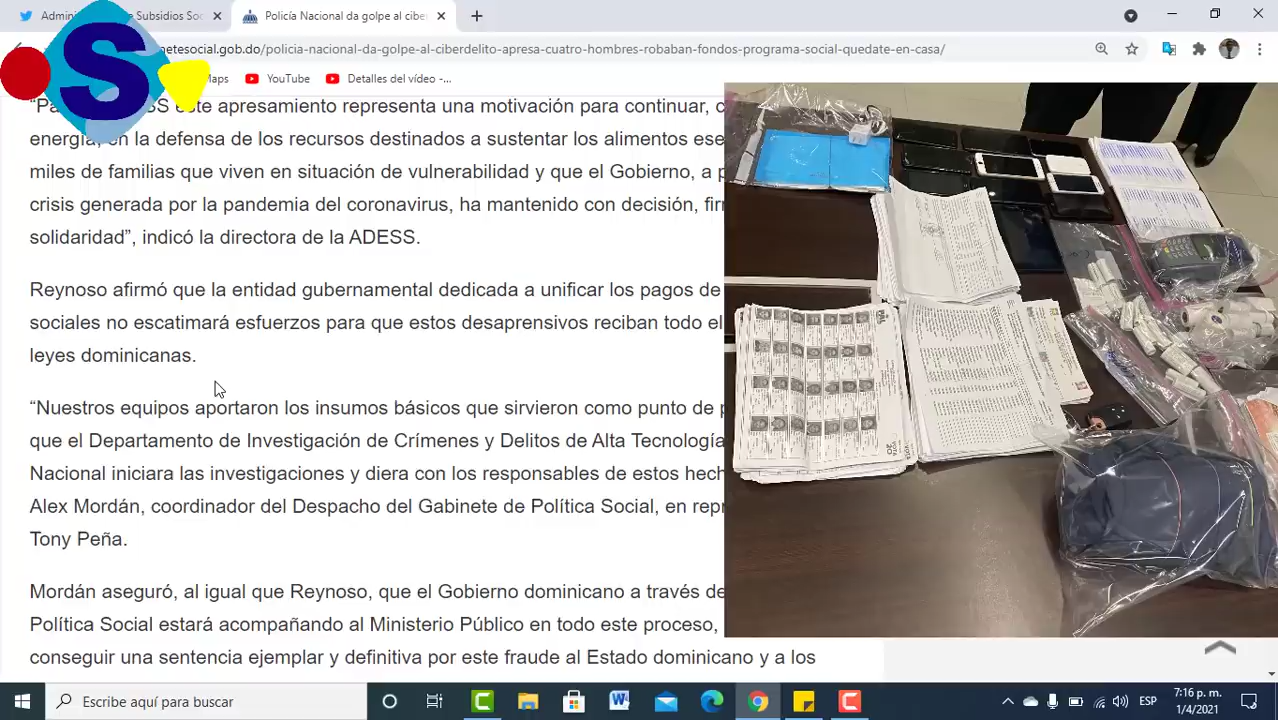 Admini
e Subsidios Soc
Policía Nacional da golpe al ciber
netesocial.gob.do/policia-nacional-da-golpe-al-ciberdelito-apresa-cuatro-hombres-robaban-fondos-programa-social-quedate-en-casa/
S
Maps
YouTube
Detalles del vídeo -...
“Pa SS este apresamiento representa una motivación para continuar, c
energía, en la defensa de los recursos destinados a sustentar los alimentos ese
miles de familias que viven en situación de vulnerabilidad y que el Gobierno, a p
crisis generada por la pandemia del coronavirus, ha mantenido con decisión, fir
solidaridad”, indicó la directora de la ADESS.
Reynoso afirmó que la entidad gubernamental dedicada a unificar los pagos de
sociales no escatimará esfuerzos para que estos desaprensivos reciban todo el
leyes dominicanas.
“Nuestros equipos aportaron los insumos básicos que sirvieron como punto de p
que el Departamento de Investigación de Crímenes y Delitos de Alta Tecnología
Nacional iniciara las investigaciones y diera con los responsables de estos hech
Alex Mordán, coordinador del Despacho del Gabinete de Política Social, en repr
Tony Peña.
Mordán aseguró, al igual que Reynoso, que el Gobierno dominicano a través de
Política Social estará acompañando al Ministerio Público en todo este proceso,
conseguir una sentencia ejemplar y definitiva por este fraude al Estado dominicano y a los
Escribe aquí para buscar
ESP
7:16 p. m.
1/4/2021